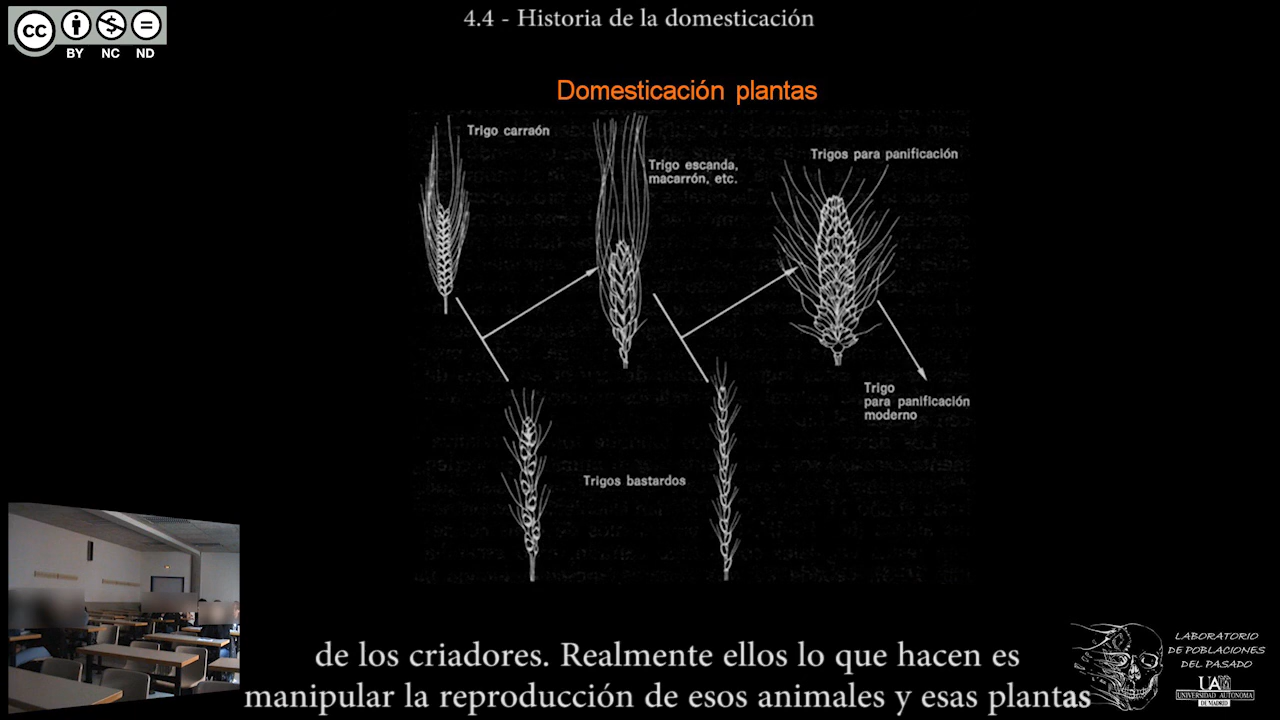 4.4 - Historia de la domesticación
cc
BY NC ND
Domesticación plantas
Trigo carraón
Trigo escanda,
macarrón, etc.
Trigos para panificación
Trigo
para panificación
moderno
Trigos bastardos
de los criadores. Realmente ellos lo que hacen es
manipular la reproducción de esos animales y esas plantas
LABORATORIO
DE POBLACIONES
DEL PASADO
UAM
UNIVERSIDAD AUTONOMA
DE MADRID